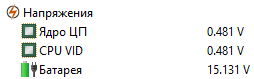 Напряжения
Ядро ЦП 0.481 V
CPU VID 0.481 V
Батарея 15.131 V